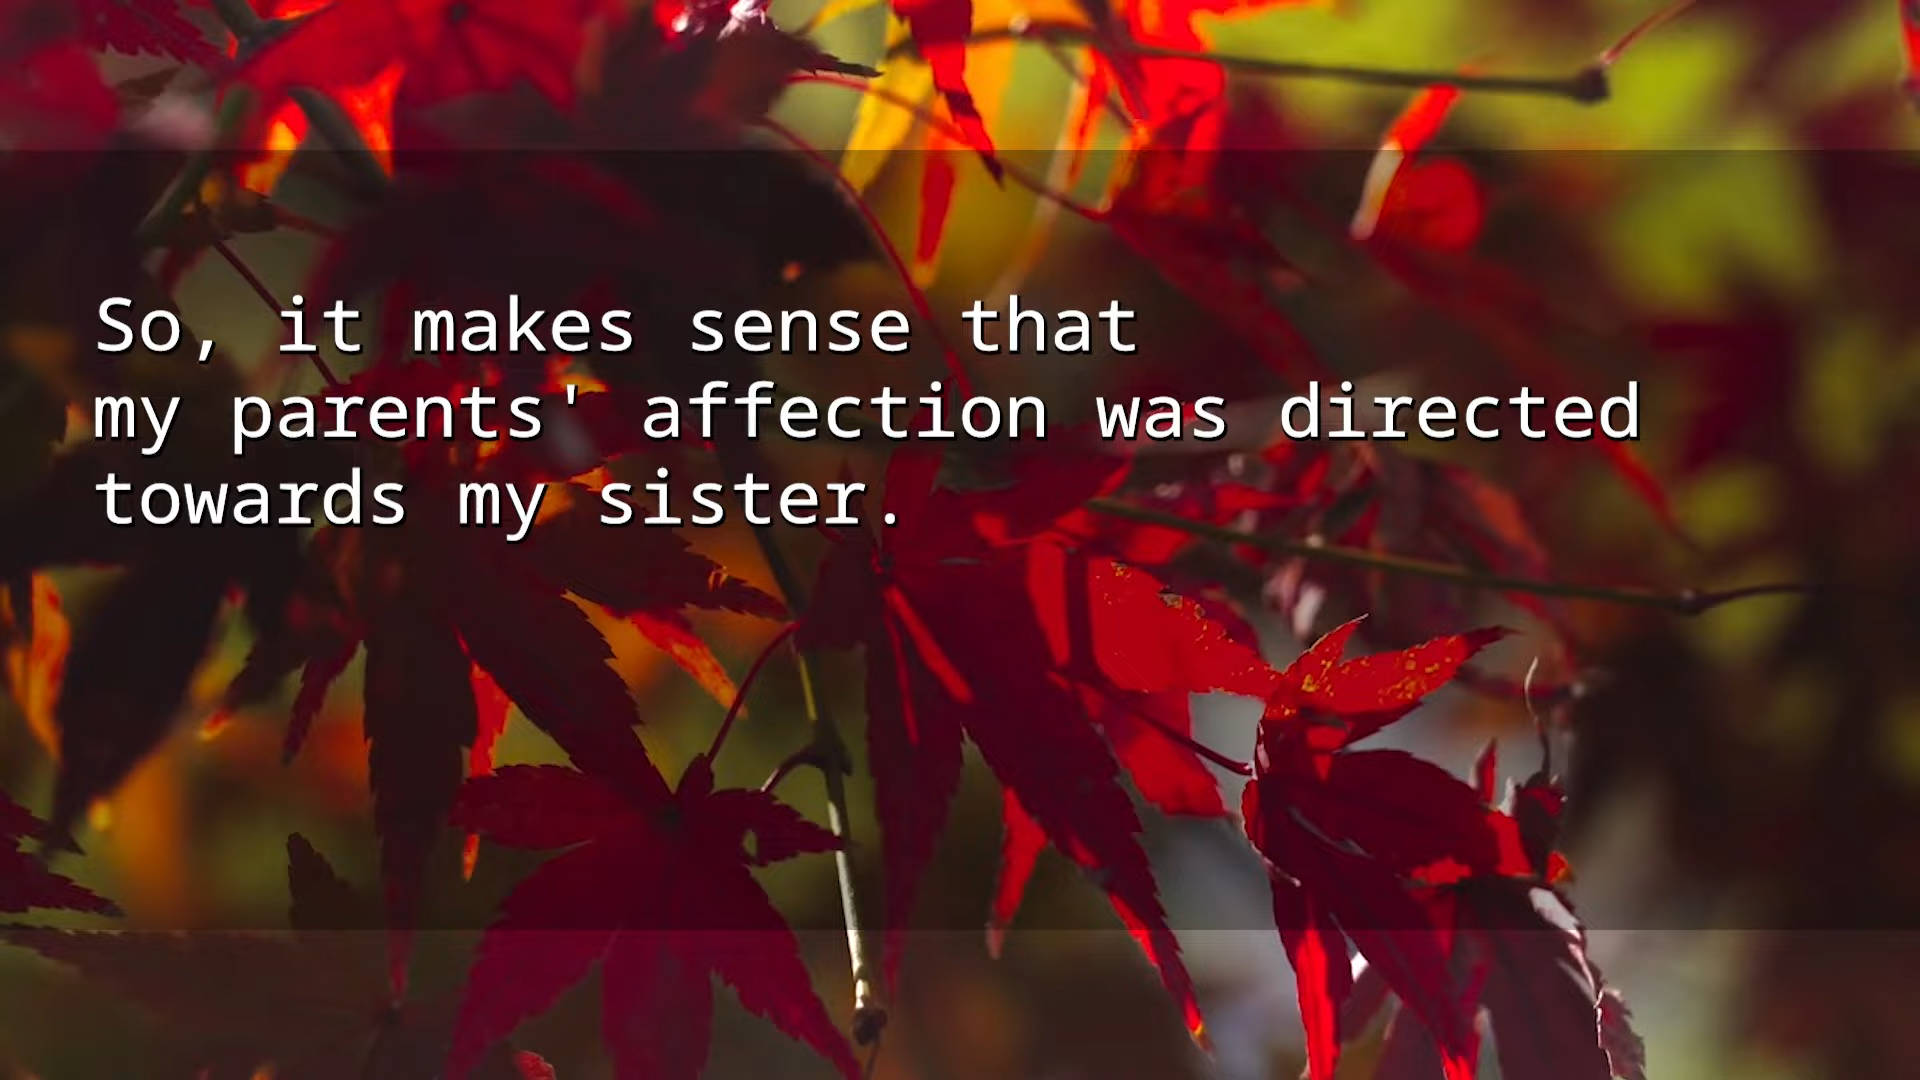 So, it makes sense that
my parents' affection was directed
towards my sister.